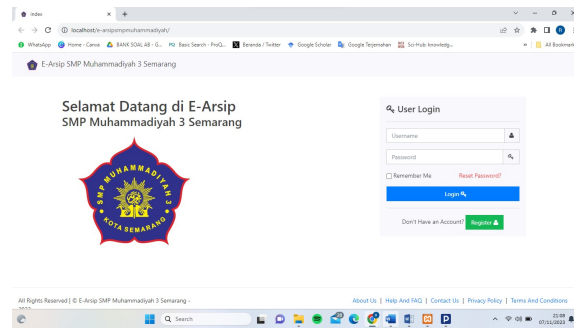 index
localhost/e-arsipsmpmuhammadiyah/
WhatsApp Home - Canva BANK SOAL AB - G... Basic Search - ProQ... Beranda / Twitter Google Scholar Google Terjemahan Sci-Hub: knowledg... » All Bookmark
E-Arsip SMP Muhammadiyah 3 Semarang
Selamat Datang di E-Arsip
SMP Muhammadiyah 3 Semarang
SMP MUHAMMADIYAH 3
KOTA SEMARANG
User Login
Username
Password
Remember Me Reset Password?
Login
Don't Have an Account? Register
All Rights Reserved | © E-Arsip SMP Muhammadiyah 3 Semarang -
About Us | Help And FAQ | Contact Us | Privacy Policy | Terms And Conditions
Search
21:08
07/11/2023